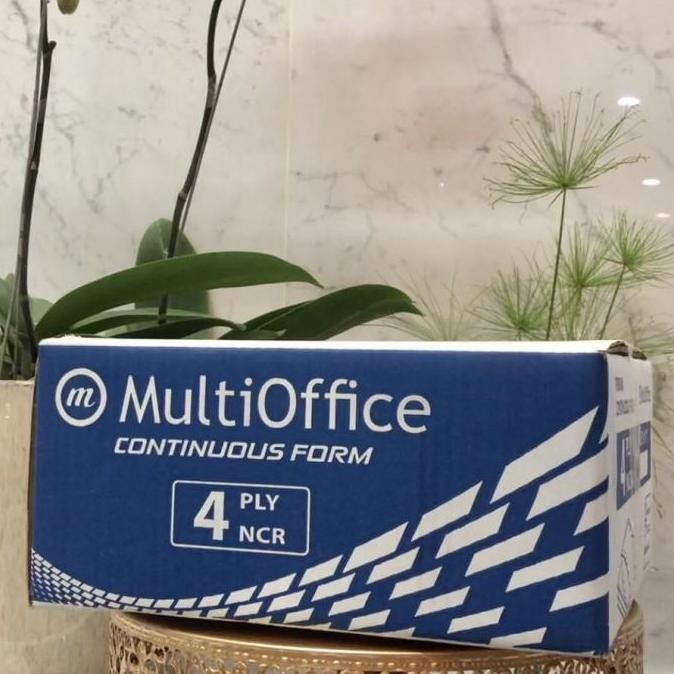 m MultiOffice
CONTINUOUS FORM
4 PLY
NCR